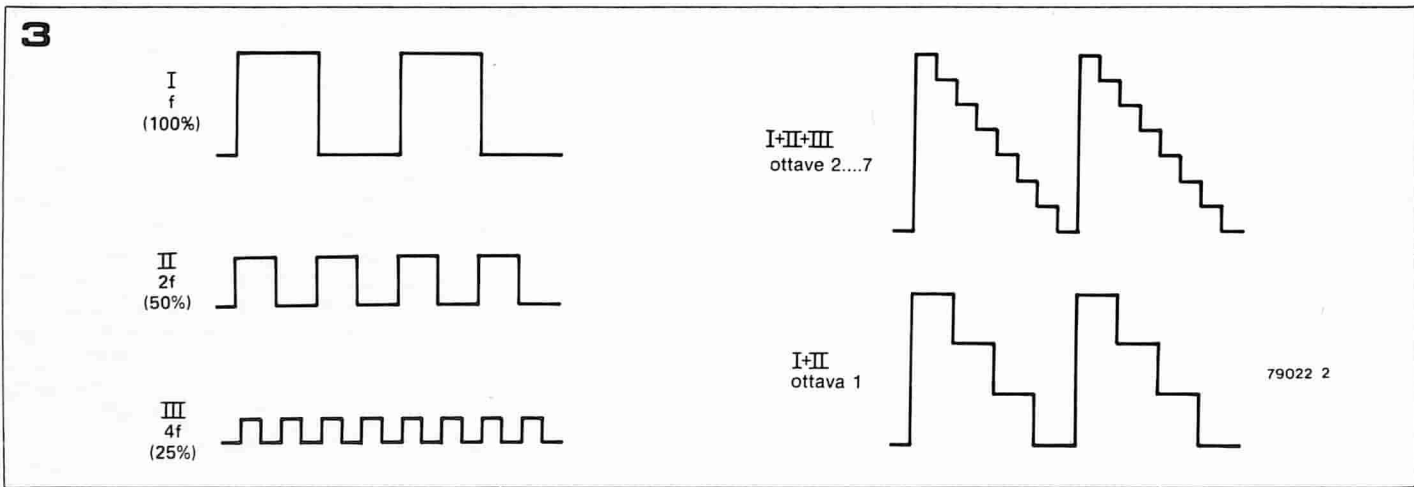 3
I
f
(100%)
II
2f
(50%)
III
4f
(25%)
I+II+III
ottave 2....7
I+II
ottava 1
79022 2